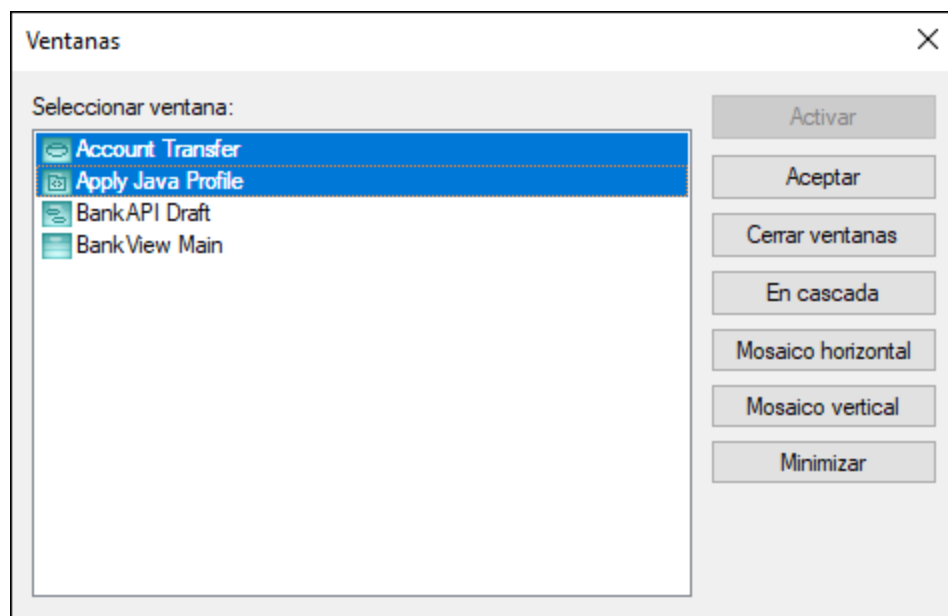 Ventanas
Seleccionar ventana:
Account Transfer
Apply Java Profile
BankAPI Draft
BankView Main
Activar
Aceptar
Cerrar ventanas
En cascada
Mosaico horizontal
Mosaico vertical
Minimizar